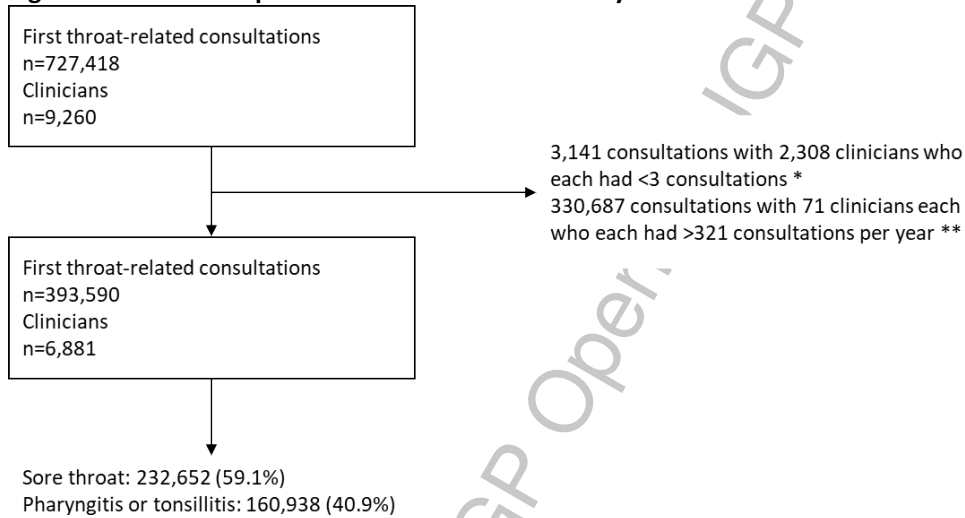 First throat-related consultations
n=727,418
Clinicians
n=9,260
3,141 consultations with 2,308 clinicians who
each had <3 consultations *
330,687 consultations with 71 clinicians each
who each had >321 consultations per year **
First throat-related consultations
n=393,590
Clinicians
n=6,881
Sore throat: 232,652 (59.1%)
Pharyngitis or tonsillitis: 160,938 (40.9%)
GP Open IGP